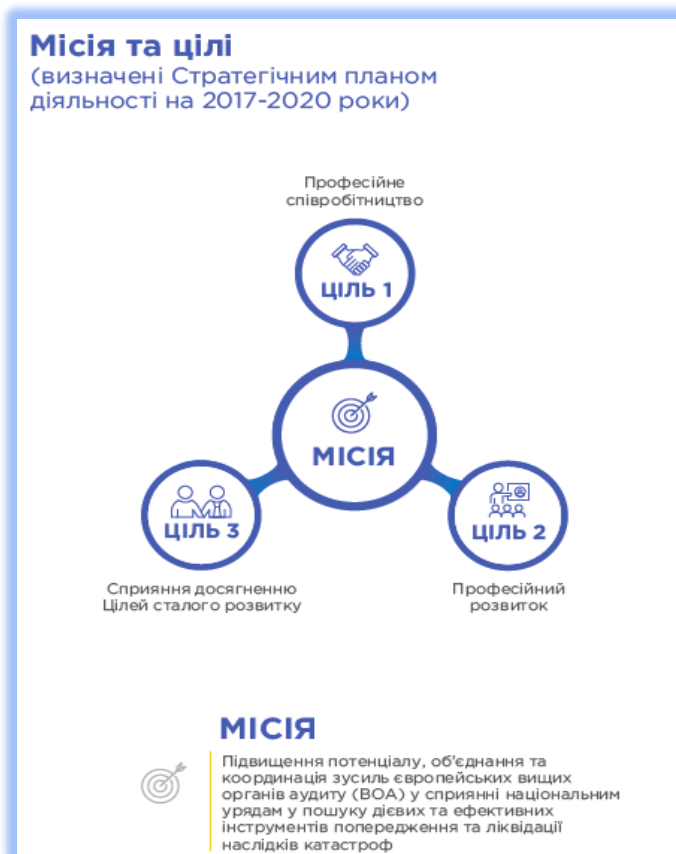 Місія та цілі
(визначені Стратегічним планом
діяльності на 2017-2020 роки)
Професійне
співробітництво
ЦІЛЬ 1
МІСІЯ
ЦІЛЬ 3
ЦІЛЬ 2
Сприяння досягненню
Цілей сталого розвитку
Професійний
розвиток
МІСІЯ
Підвищення потенціалу, об'єднання та
координація зусиль європейських вищих
органів аудиту (ВОА) у сприянні національним
урядам у пошуку дієвих та ефективних
інструментів попередження та ліквідації
наслідків катастроф